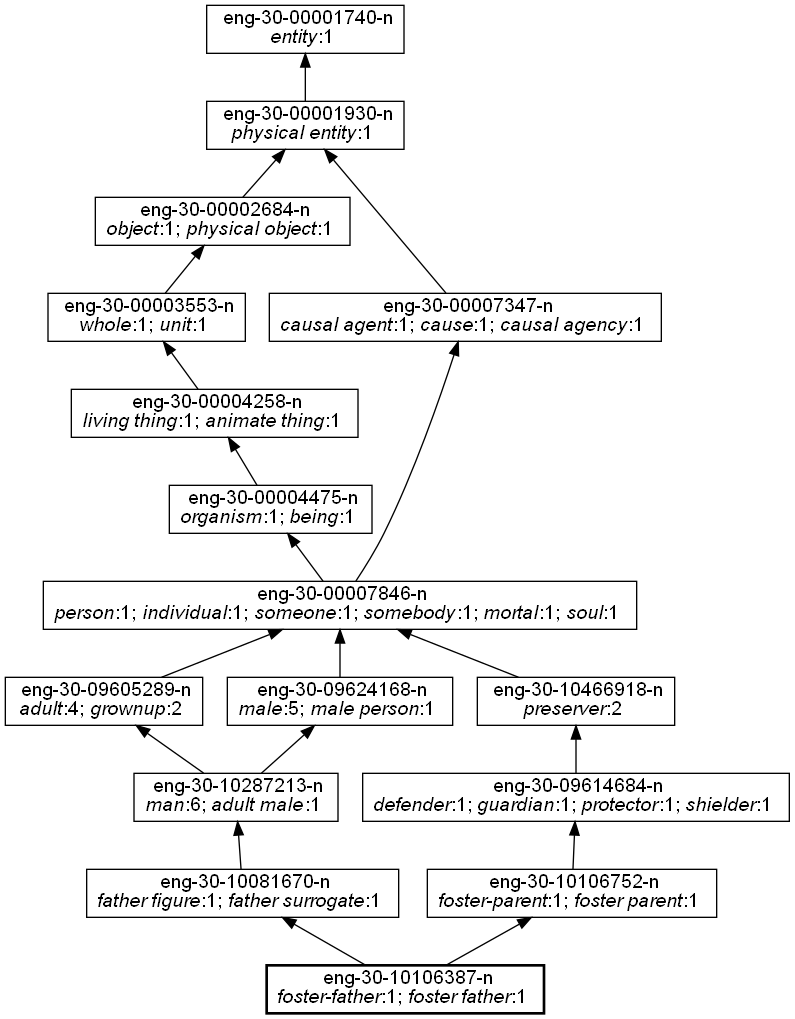 eng-30-00001740-n
entity:1
eng-30-00001930-n
physical entity:1
eng-30-00002684-n
object:1; physical object:1
eng-30-00003553-n
whole:1; unit:1
eng-30-00007347-n
causal agent:1; cause:1; causal agency:1
eng-30-00004258-n
living thing:1; animate thing:1
eng-30-00004475-n
organism:1; being:1
eng-30-00007846-n
person:1; individual:1; someone:1; somebody:1; mortal:1; soul:1
eng-30-09605289-n
adult:4; grownup:2
eng-30-09624168-n
male:5; male person:1
eng-30-10466918-n
preserver:2
eng-30-10287213-n
man:6; adult male:1
eng-30-09614684-n
defender:1; guardian:1; protector:1; shielder:1
eng-30-10081670-n
father figure:1; father surrogate:1
eng-30-10106752-n
foster-parent:1; foster parent:1
eng-30-10106387-n
foster-father:1; foster father:1